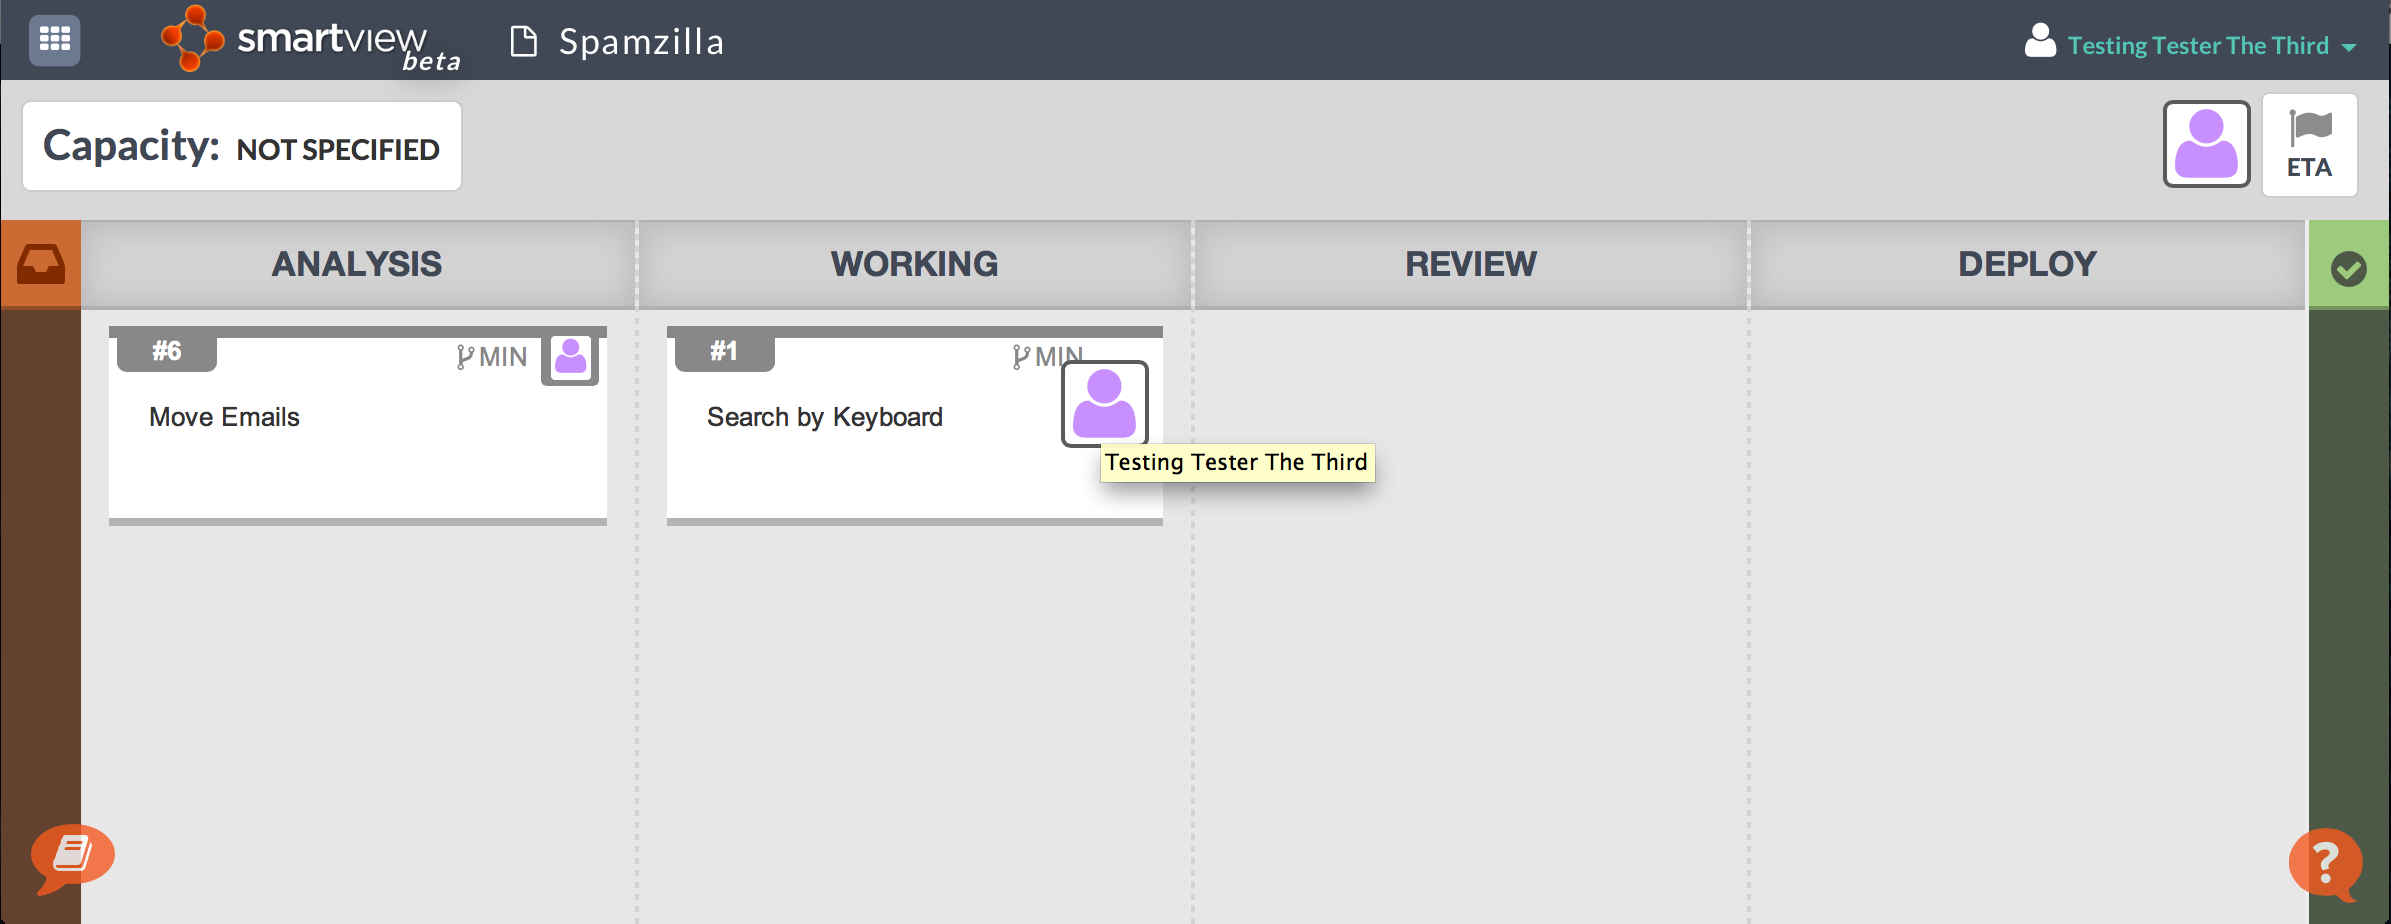 smartview beta
Spamzilla
Testing Tester The Third
Capacity: NOT SPECIFIED
ETA
ANALYSIS
WORKING
REVIEW
DEPLOY
#6
MIN
Move Emails
#1
MIN
Search by Keyboard
Testing Tester The Third
?